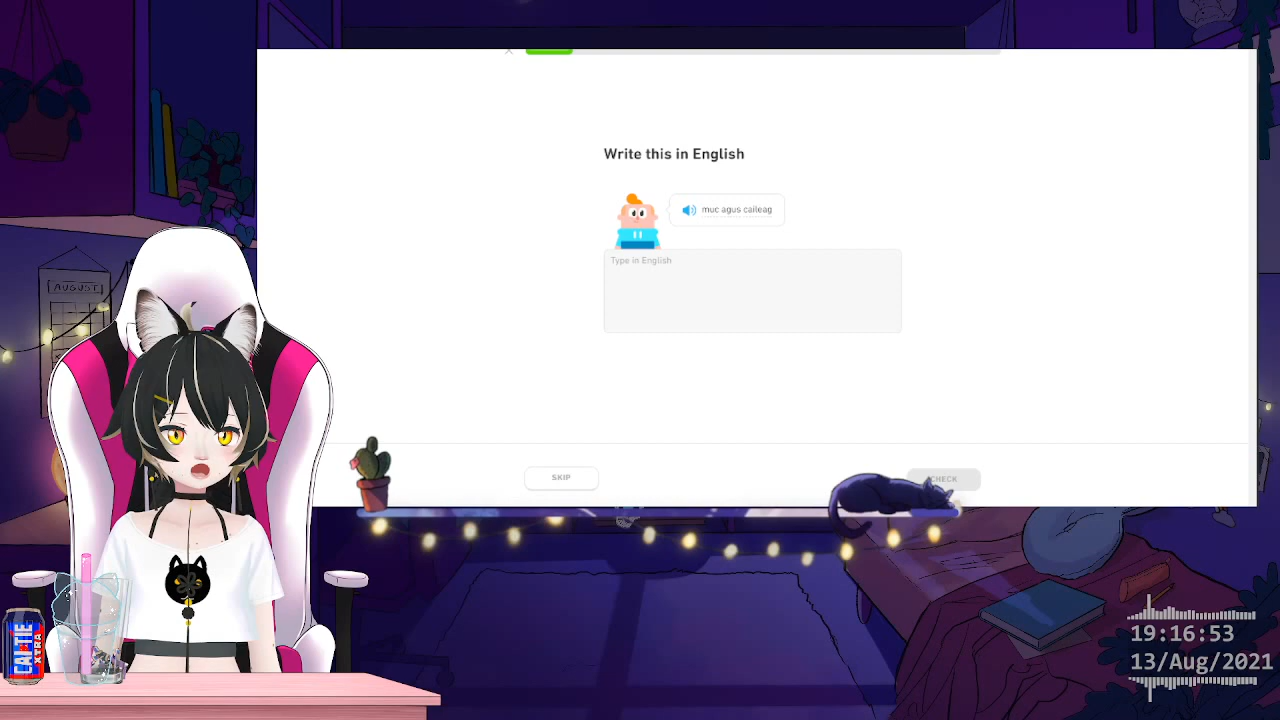 Write this in English
muc agus caileag
Type in English
SKIP
CHECK
AUGUST
XTRA
19:16:53
13/Aug/2021